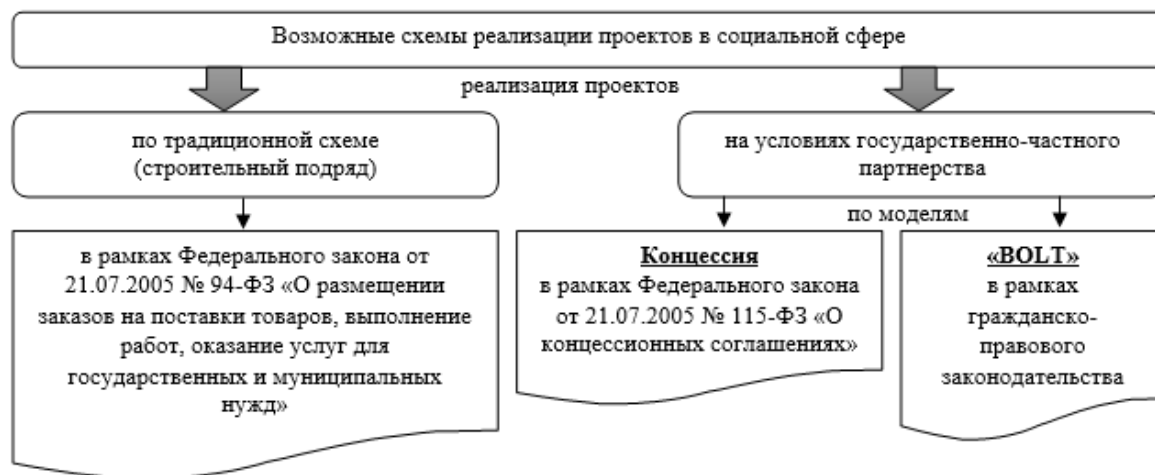 Возможные схемы реализации проектов в социальной сфере
реализация проектов
по традиционной схеме
(строительный подряд)
на условиях государственно-частного
партнерства
по моделям
в рамках Федерального закона от
21.07.2005 № 94-ФЗ «О размещении
заказов на поставки товаров, выполнение
работ, оказание услуг для
государственных и муниципальных
нужд»
Концессия
в рамках Федерального закона
от 21.07.2005 № 115-ФЗ «О
концессионных соглашениях»
«BOLT»
в рамках
гражданско-
правового
законодательства